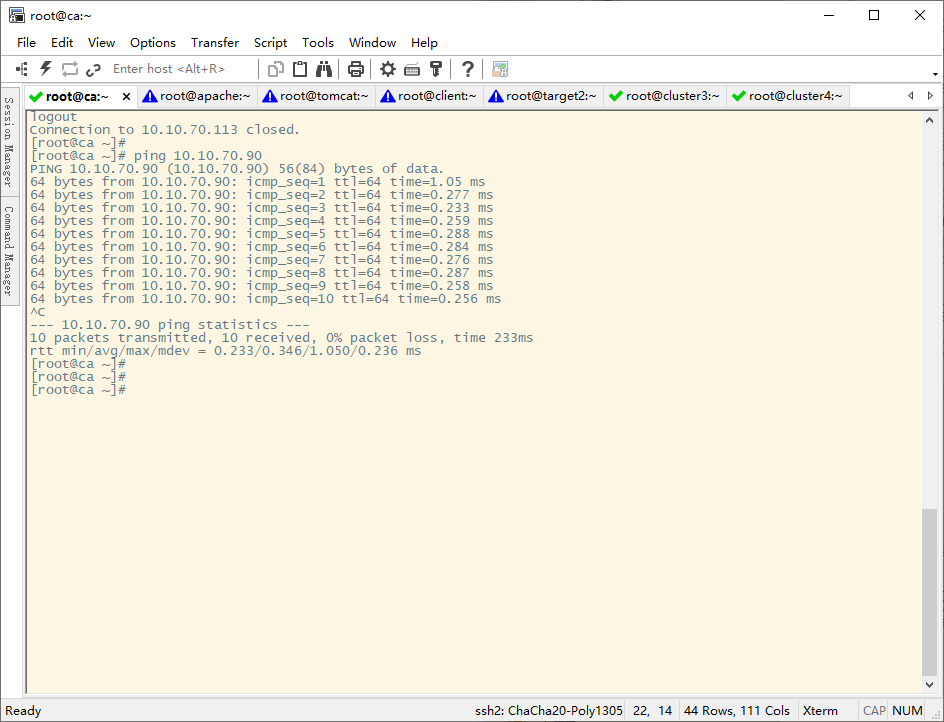 root@ca:~
File Edit View Options Transfer Script Tools Window Help
Enter host <Alt+R>
root@ca:~ root@apache:~ root@tomcat:~ root@client:~ root@target2:~ root@cluster3:~ root@cluster4:~
Session Manager
Command Manager
logout
Connection to 10.10.70.113 closed.
[root@ca ~]#
[root@ca ~]# ping 10.10.70.90
PING 10.10.70.90 (10.10.70.90) 56(84) bytes of data.
64 bytes from 10.10.70.90: icmp_seq=1 ttl=64 time=1.05 ms
64 bytes from 10.10.70.90: icmp_seq=2 ttl=64 time=0.277 ms
64 bytes from 10.10.70.90: icmp_seq=3 ttl=64 time=0.233 ms
64 bytes from 10.10.70.90: icmp_seq=4 ttl=64 time=0.259 ms
64 bytes from 10.10.70.90: icmp_seq=5 ttl=64 time=0.288 ms
64 bytes from 10.10.70.90: icmp_seq=6 ttl=64 time=0.284 ms
64 bytes from 10.10.70.90: icmp_seq=7 ttl=64 time=0.276 ms
64 bytes from 10.10.70.90: icmp_seq=8 ttl=64 time=0.287 ms
64 bytes from 10.10.70.90: icmp_seq=9 ttl=64 time=0.258 ms
64 bytes from 10.10.70.90: icmp_seq=10 ttl=64 time=0.256 ms
^C
--- 10.10.70.90 ping statistics ---
10 packets transmitted, 10 received, 0% packet loss, time 233ms
rtt min/avg/max/mdev = 0.233/0.346/1.050/0.236 ms
[root@ca ~]#
[root@ca ~]#
[root@ca ~]#
Ready ssh2: ChaCha20-Poly1305 22, 14 44 Rows, 111 Cols Xterm CAP NUM